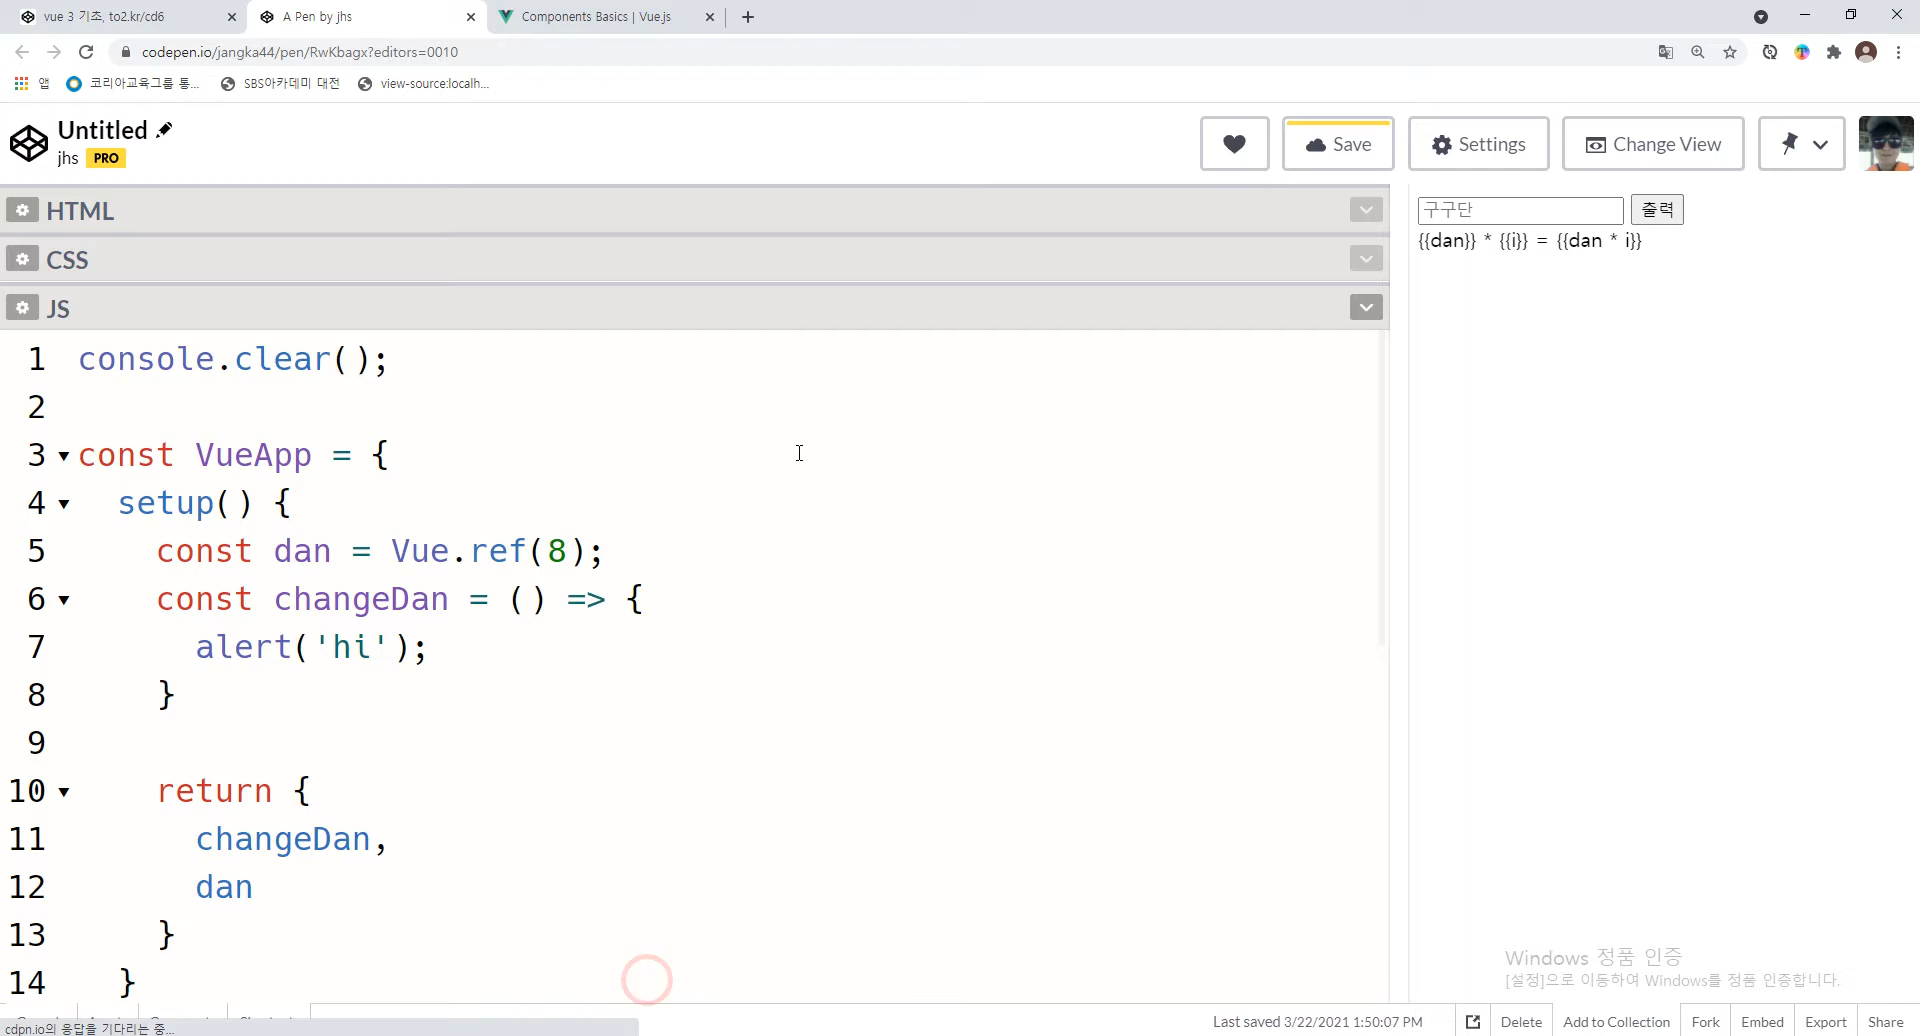 vue 3 기초, to2.kr/cd6
A Pen by jhs
Components Basics | Vue.js
codepen.io/jangka44/pen/RwKbagx?editors=0010
앱
코리아교육그룹 통...
SBS아카데미 대전
view-source:localh...
Untitled
jhs PRO
Save
Settings
Change View
HTML
CSS
JS
1 console.clear();
2
3 const VueApp = {
4 setup() {
5 const dan = Vue.ref(8);
6 const changeDan = () => {
7 alert('hi');
8 }
9
10 return {
11 changeDan,
12 dan
13 }
14 }
구구단
출력
{{dan}} * {{i}} = {{dan * i}}
Windows 정품 인증
[설정]으로 이동하여 Windows를 정품 인증합니다.
cdpn.io의 응답을 기다리는 중...
Last saved 3/22/2021 1:50:07 PM
Delete
Add to Collection
Fork
Embed
Export
Share